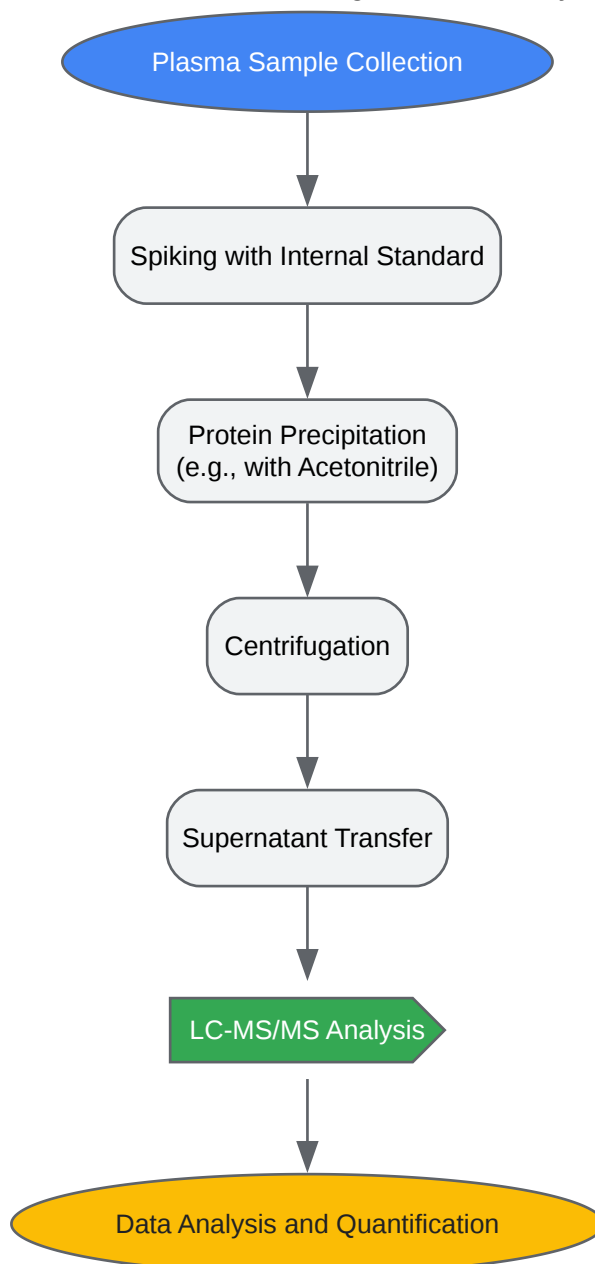 Plasma Sample Collection
Spiking with Internal Standard
Protein Precipitation
(e.g., with Acetonitrile)
Centrifugation
Supernatant Transfer
LC-MS/MS Analysis
Data Analysis and Quantification